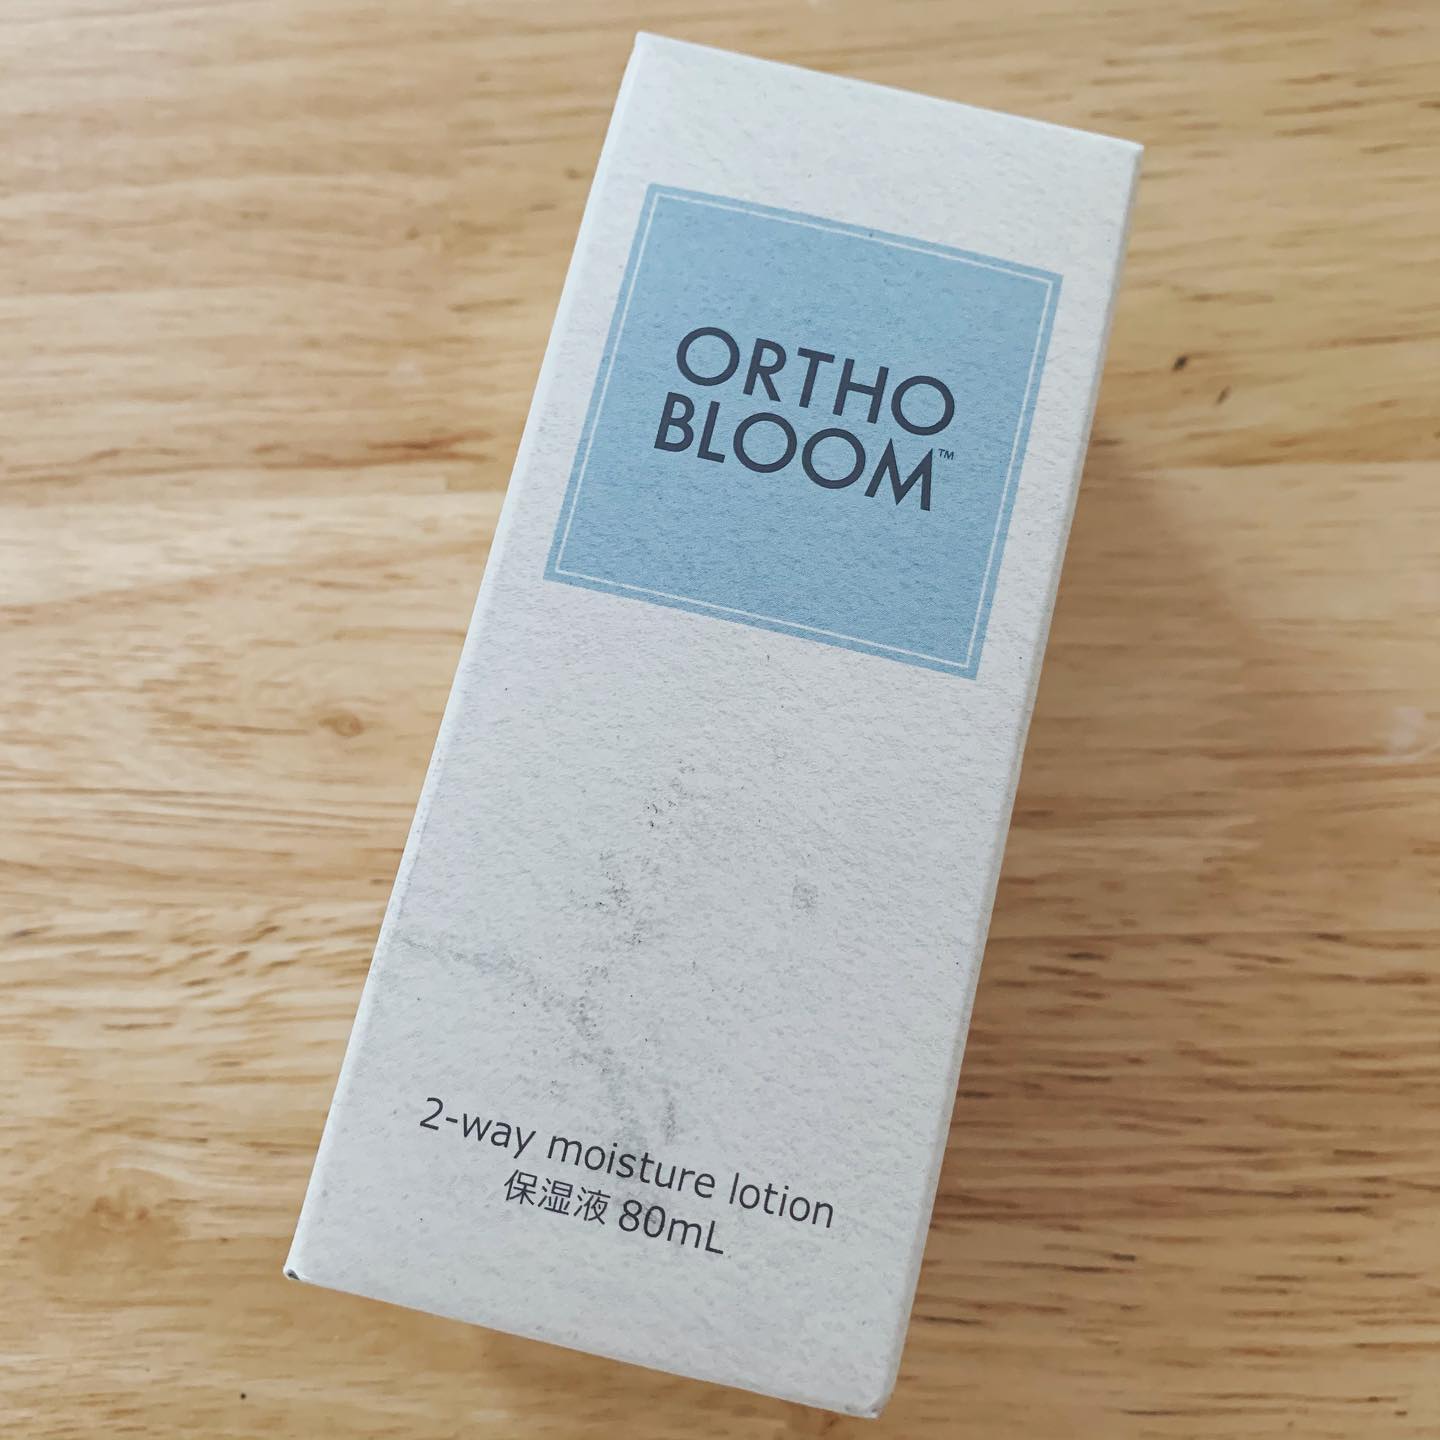 ORTHO
BLOOM™
2-way moisture lotion
保湿液 80mL